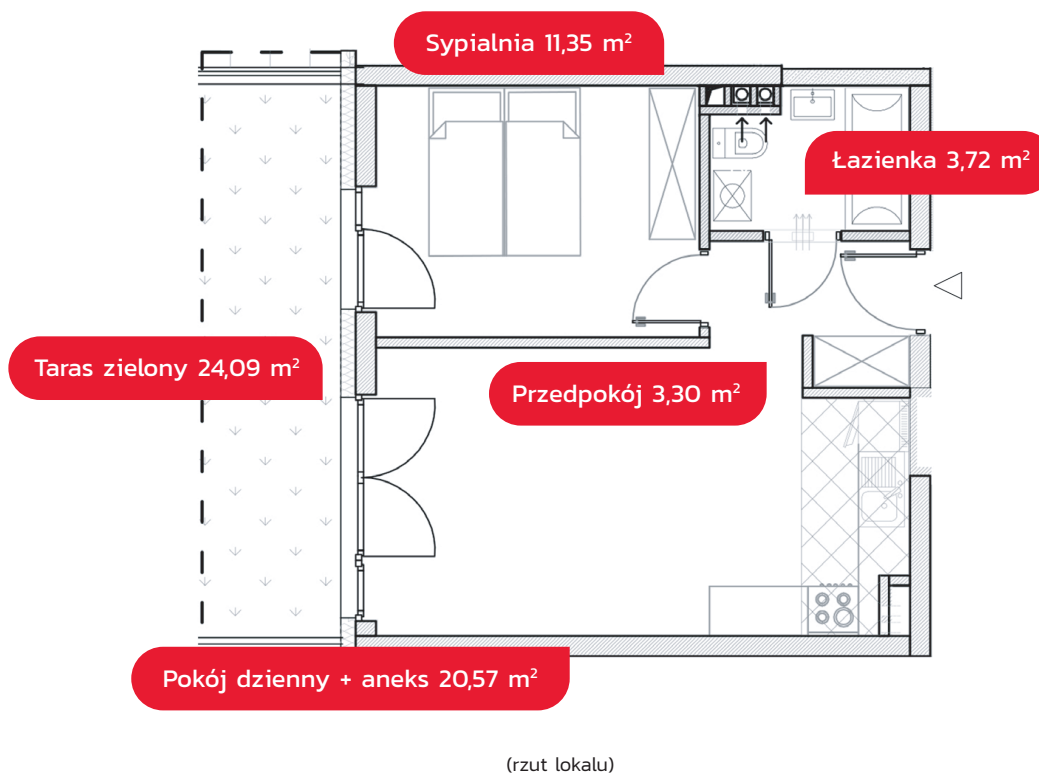 Sypialnia 11,35 m²
Łazienka 3,72 m²
Taras zielony 24,09 m²
Przedpokój 3,30 m²
Pokój dzienny + aneks 20,57 m²
(rzut lokalu)